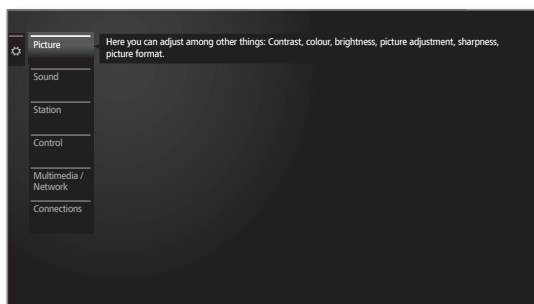 Picture
Here you can adjust among other things: Contrast, colour, brightness, picture adjustment, sharpness,
picture format.
Sound
Station
Control
Multimedia /
Network
Connections